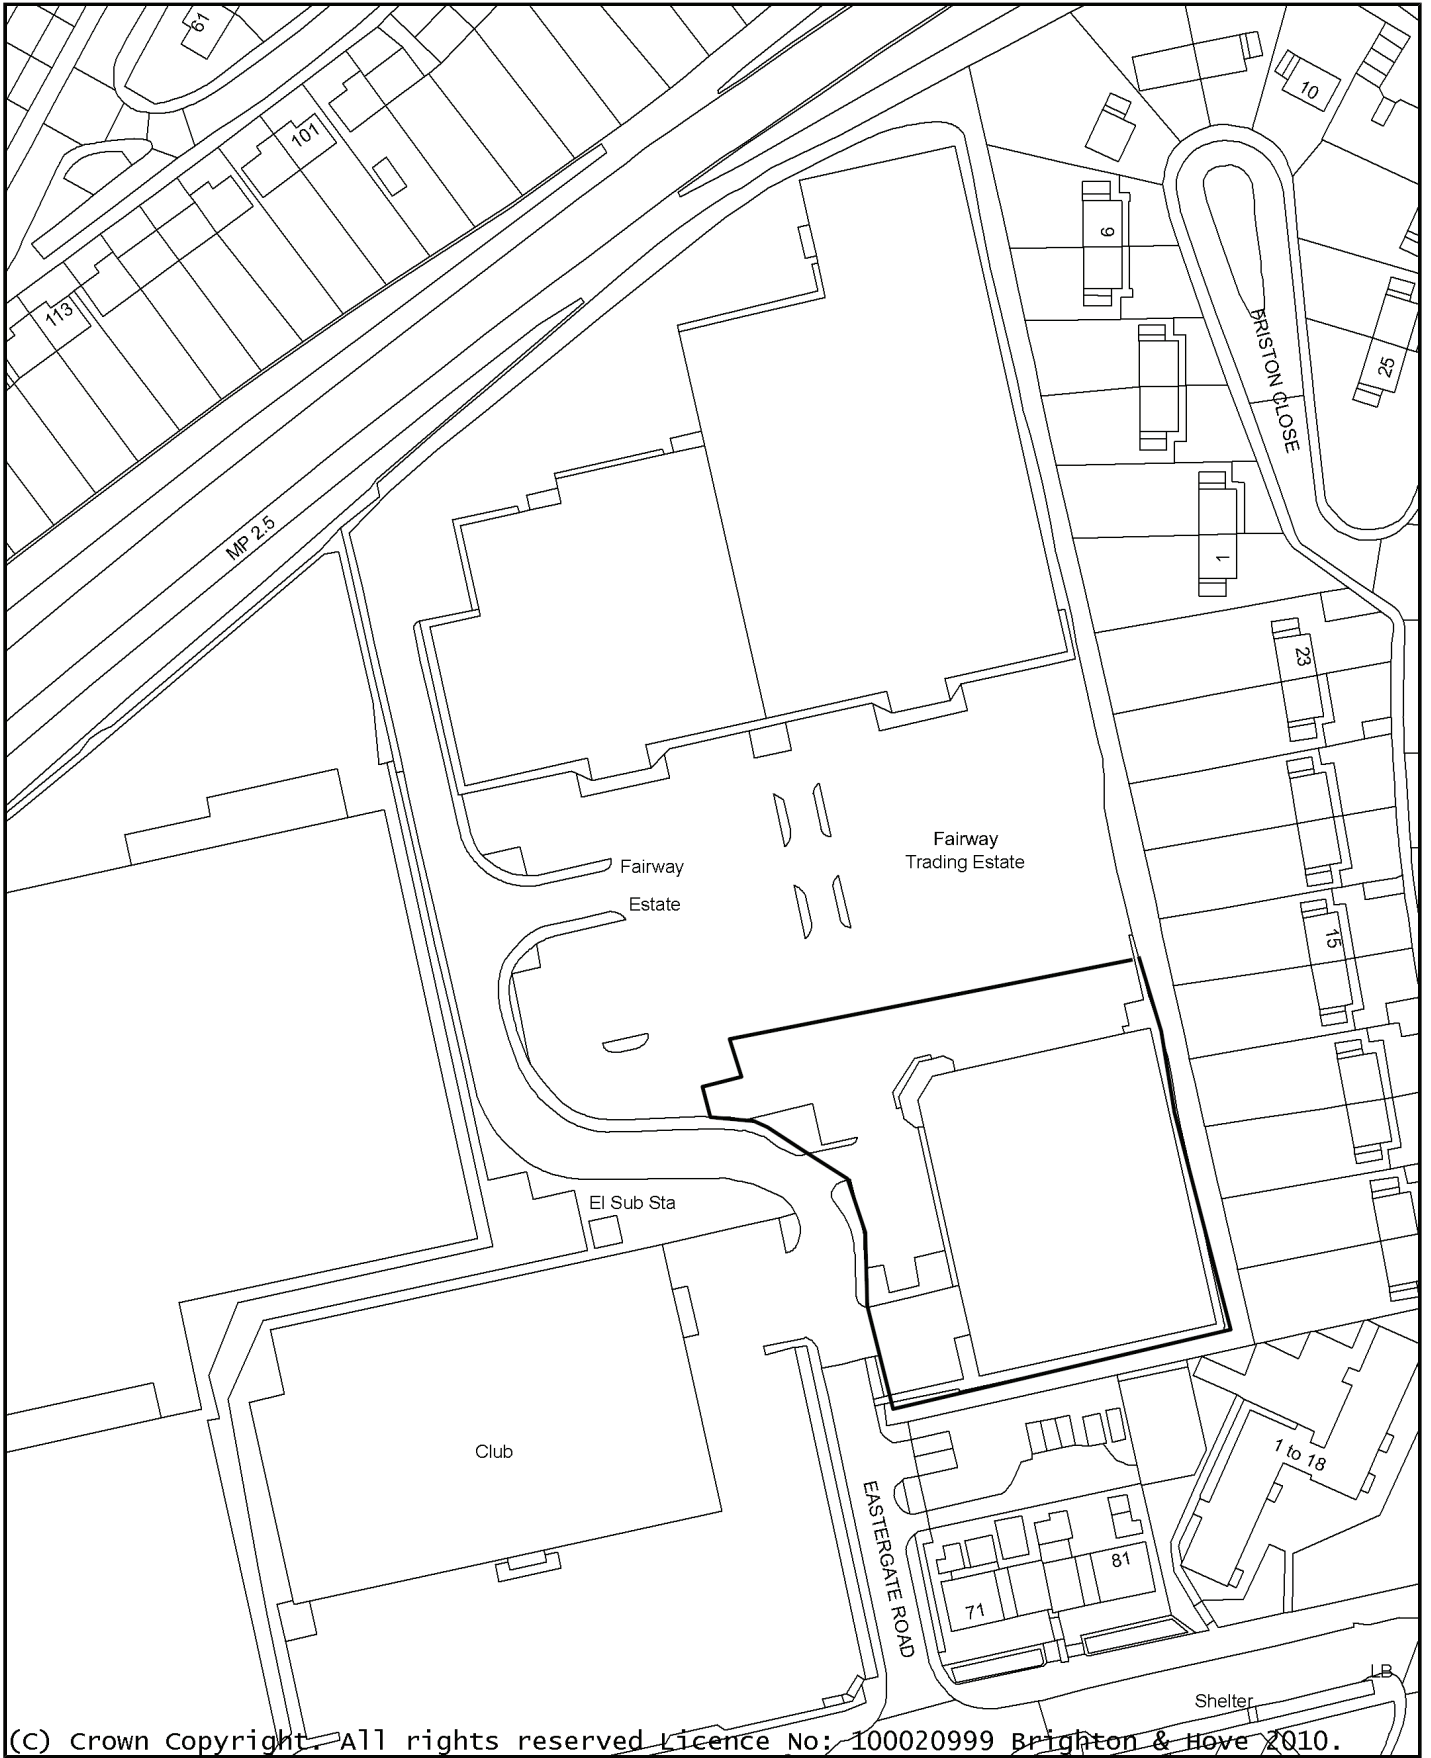 61
101
10
9
113
BRISTON CLOSE
25
MP 2.5
1
23
Fairway
Trading Estate
Fairway
Estate
15
El Sub Sta
Club
1 to 18
EASTERGATE ROAD
81
71
LB
Shelter
(C) Crown Copyright. All rights reserved Licence No: 100020999 Brighton & Hove 2010.